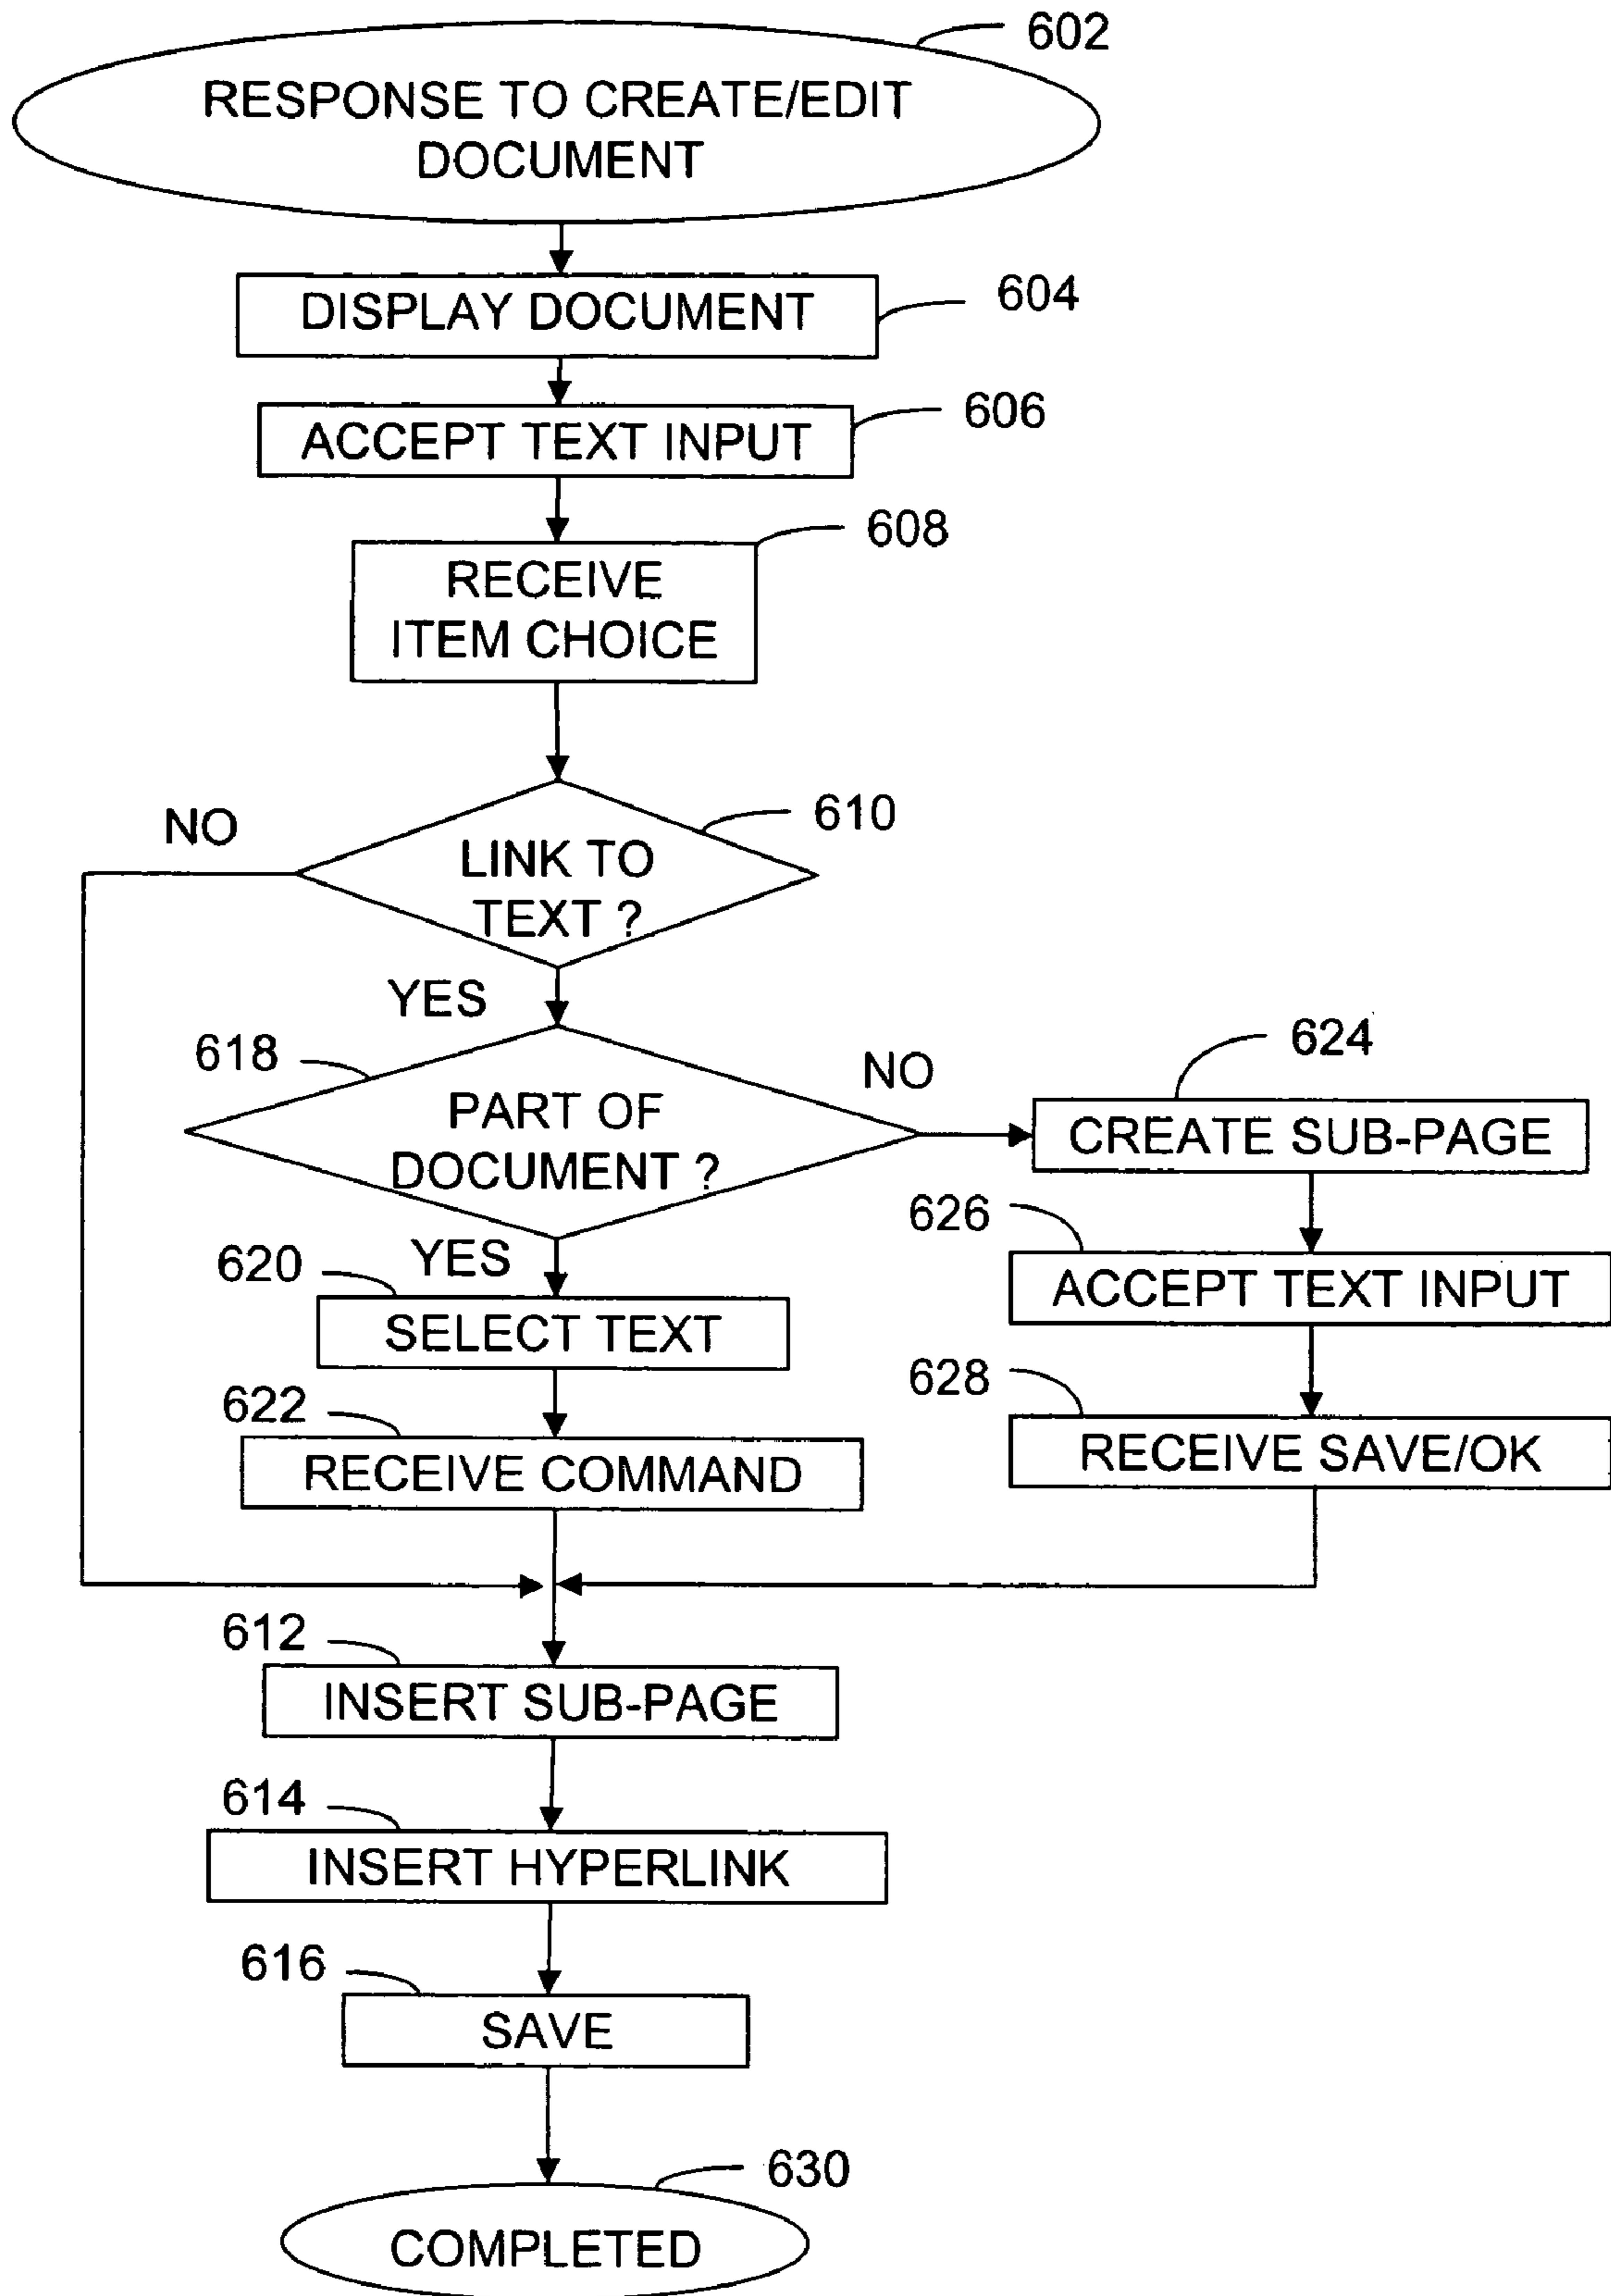 602
RESPONSE TO CREATE/EDIT
DOCUMENT
604
DISPLAY DOCUMENT
606
ACCEPT TEXT INPUT
608
RECEIVE
ITEM CHOICE
610
NO
LINK TO
TEXT ?
YES
618
PART OF
DOCUMENT ?
NO
624
CREATE SUB-PAGE
YES
620
SELECT TEXT
626
ACCEPT TEXT INPUT
622
RECEIVE COMMAND
628
RECEIVE SAVE/OK
612
INSERT SUB-PAGE
614
INSERT HYPERLINK
616
SAVE
630
COMPLETED